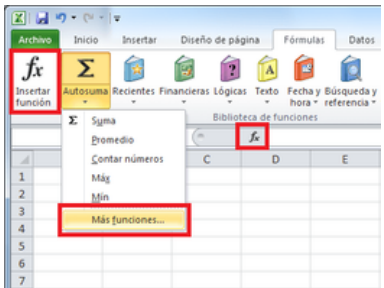 Archivo Inicio Insertar Diseño de página Fórmulas Datos
fx Σ
Insertar función Autosuma Recientes Financieras Lógicas Texto Fecha y hora Búsqueda y referencia
Biblioteca de funciones
Σ Suma
fx
Promedio
Contar números
Máx
Mín
Más funciones...
C D E
1
2
3
4
5
6
7